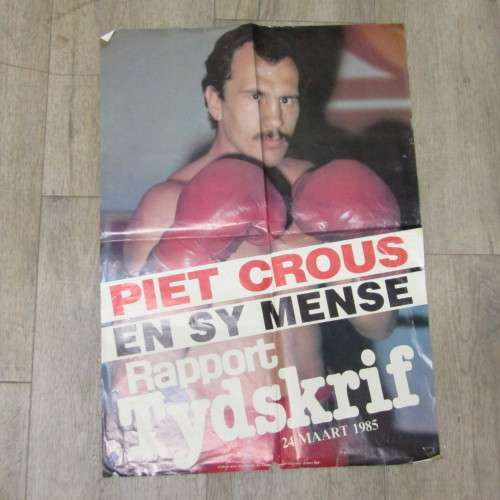 PIET CROUS
EN SY MENSE
Rapport
Tydskrif
24 MAART 1985